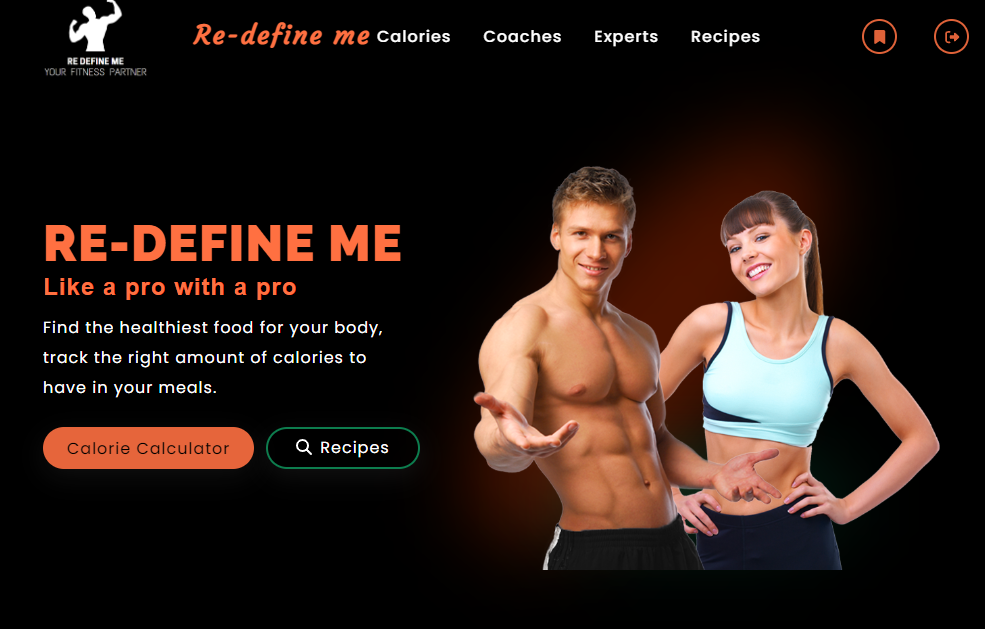 RE DEFINE ME
YOUR FITNESS PARTNER
Re-define me Calories Coaches Experts Recipes
RE-DEFINE ME
Like a pro with a pro
Find the healthiest food for your body,
track the right amount of calories to
have in your meals.
Calorie Calculator Recipes